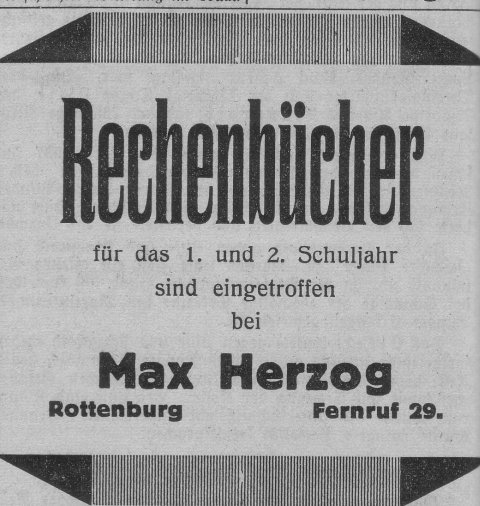 Rechenbücher
für das 1. und 2. Schuljahr
sind eingetroffen
bei
Max Herzog
Rottenburg Fernruf 29.